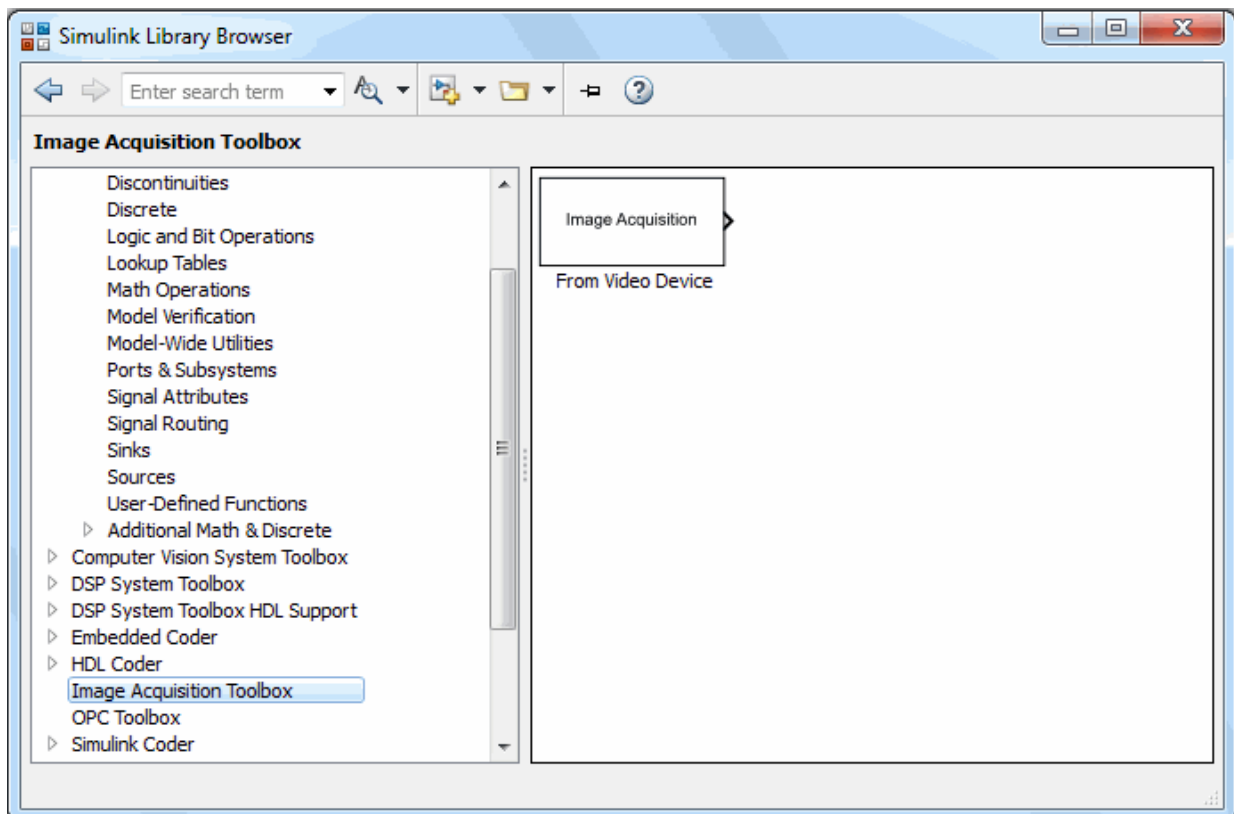 Simulink Library Browser
Enter search term
Image Acquisition Toolbox
Discontinuities
Discrete
Logic and Bit Operations
Lookup Tables
Math Operations
Model Verification
Model-Wide Utilities
Ports & Subsystems
Signal Attributes
Signal Routing
Sinks
Sources
User-Defined Functions
Additional Math & Discrete
Computer Vision System Toolbox
DSP System Toolbox
DSP System Toolbox HDL Support
Embedded Coder
HDL Coder
Image Acquisition Toolbox
OPC Toolbox
Simulink Coder
Image Acquisition
From Video Device